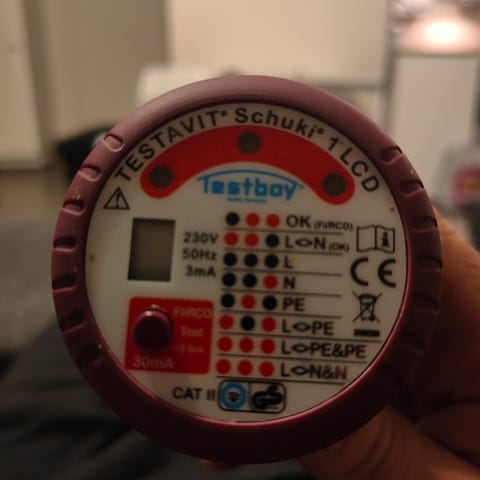 TESTAVIT® Schuki® 1 LCD
Testboy®
230V
50Hz
3mA
OK (FI/RCD)
L<>N (OK)
L
N
PE
L<>PE
L<>PE&PE
L<>N&N
FI/RCD
Test
30mA
CE
CAT II